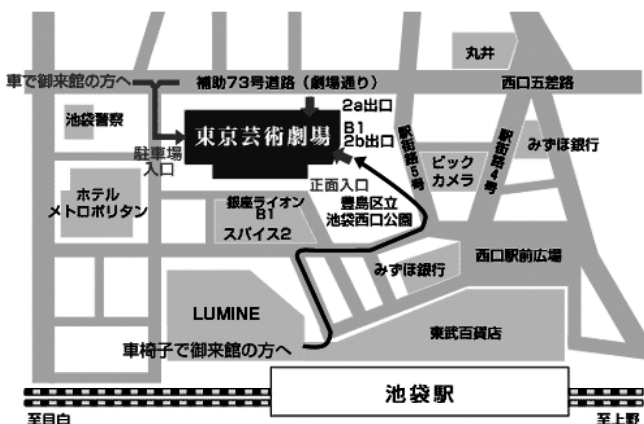 丸井
車で御来館の方へ
補助73号道路(劇場通り)
西口五差路
2a出口
池袋警察
東京芸術劇場
B1
2b出口
駐車場
入口
駅街路5号
ビック
カメラ
駅街路4号
みずほ銀行
正面入口
ホテル
メトロポリタン
銀座ライオン
B1
スパイス2
豊島区立
池袋西口公園
みずほ銀行
西口駅前広場
LUMINE
東武百貨店
車椅子で御来館の方へ
池袋駅
至目白
至上野